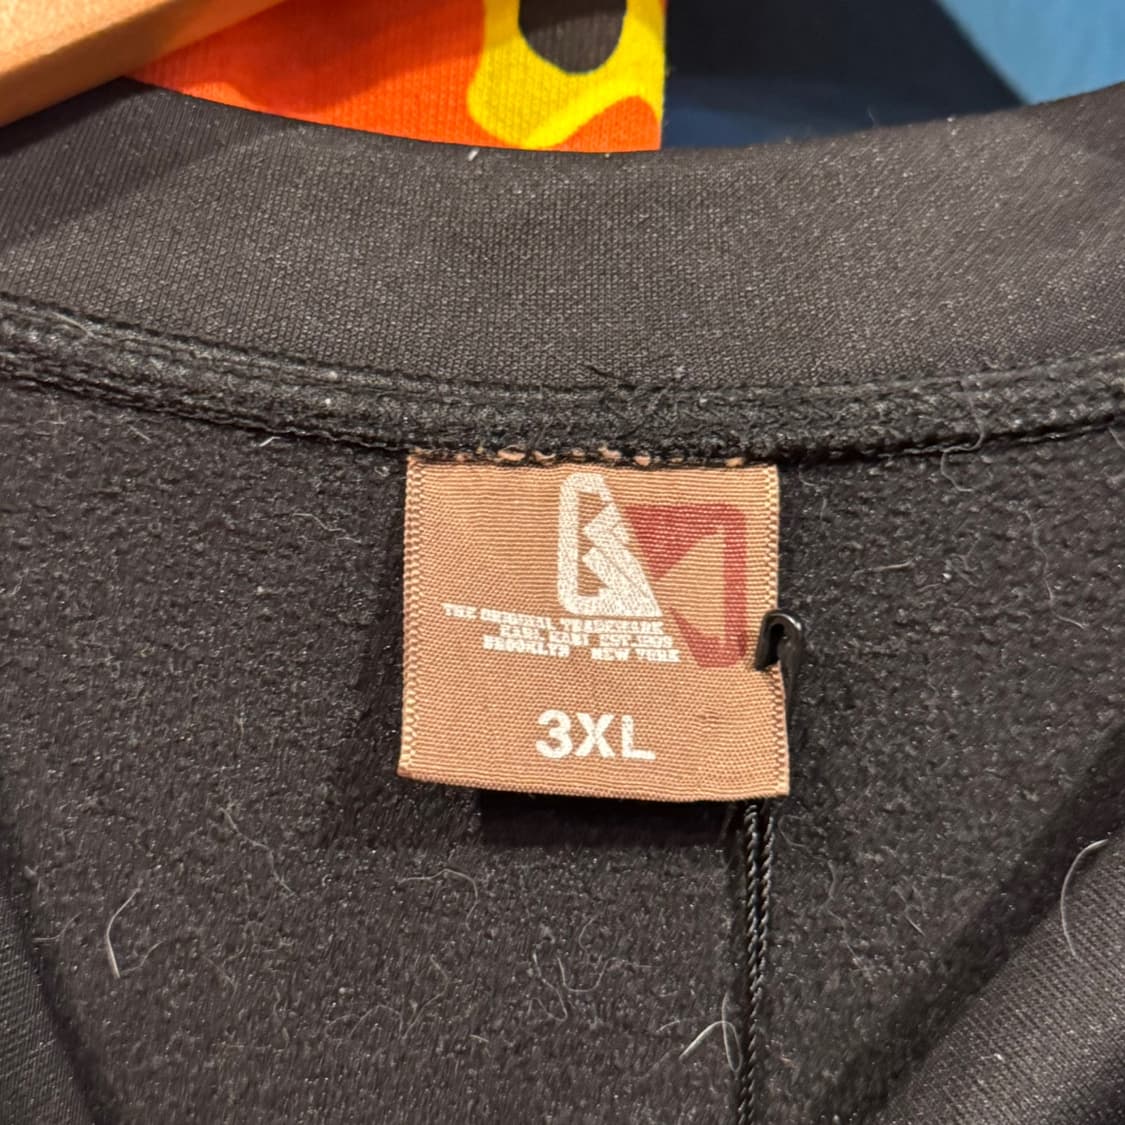 THE ORIGINAL TRADEMARK
KARL KANI EST.1989
BROOKLYN NEW YORK
3XL